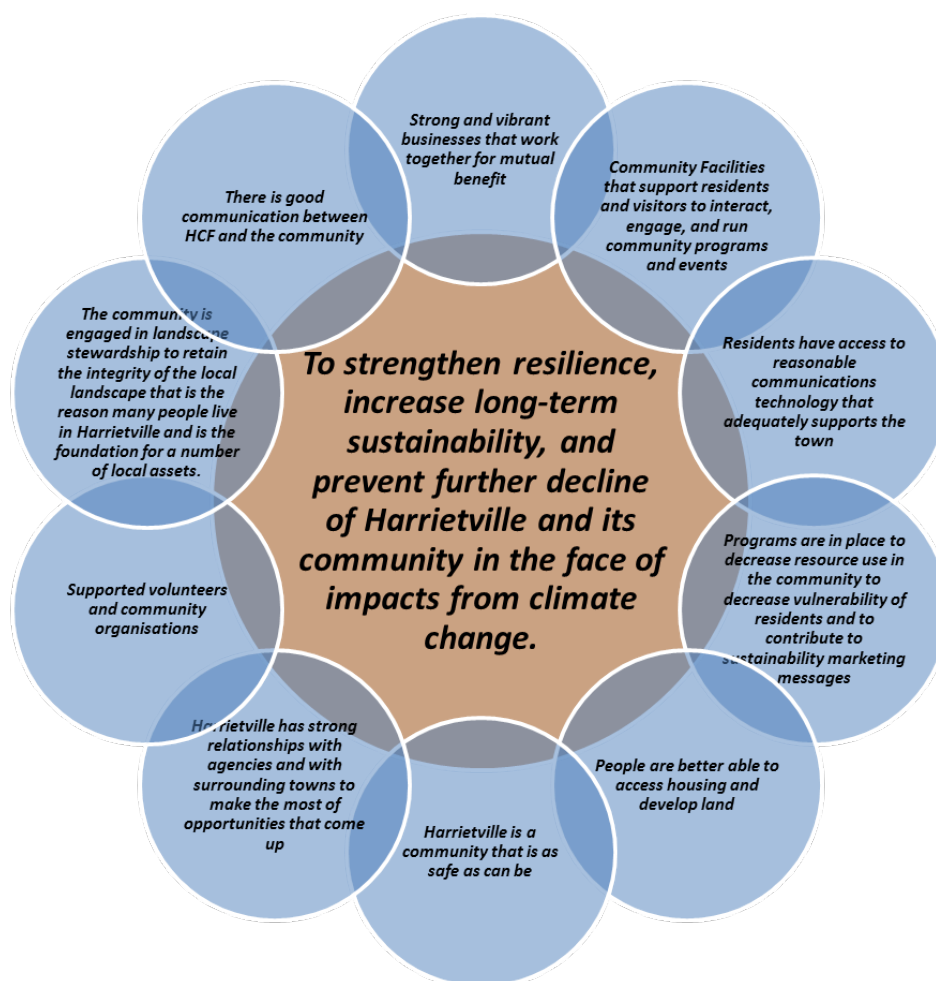 Strong and vibrant
businesses that work
together for mutual
benefit
Community Facilities
that support residents
and visitors to interact,
engage, and run
community programs
and events
Residents have access to
reasonable
communications
technology that
adequately supports the
town
Programs are in place to
decrease resource use in
the community to
decrease vulnerability of
residents and to
contribute to
sustainability marketing
messages
People are better able to
access housing and
develop land
Harrietville is a
community that is as
safe as can be
Harrietville has strong
relationships with
agencies and with
surrounding towns to
make the most of
opportunities that come
up
Supported volunteers
and community
organisations
The community is
engaged in landscape
stewardship to retain
the integrity of the local
landscape that is the
reason many people live
in Harrietville and is the
foundation for a number
of local assets.
There is good
communication between
HCF and the community
To strengthen resilience,
increase long-term
sustainability, and
prevent further decline
of Harrietville and its
community in the face of
impacts from climate
change.